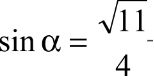 sin α = √11/4